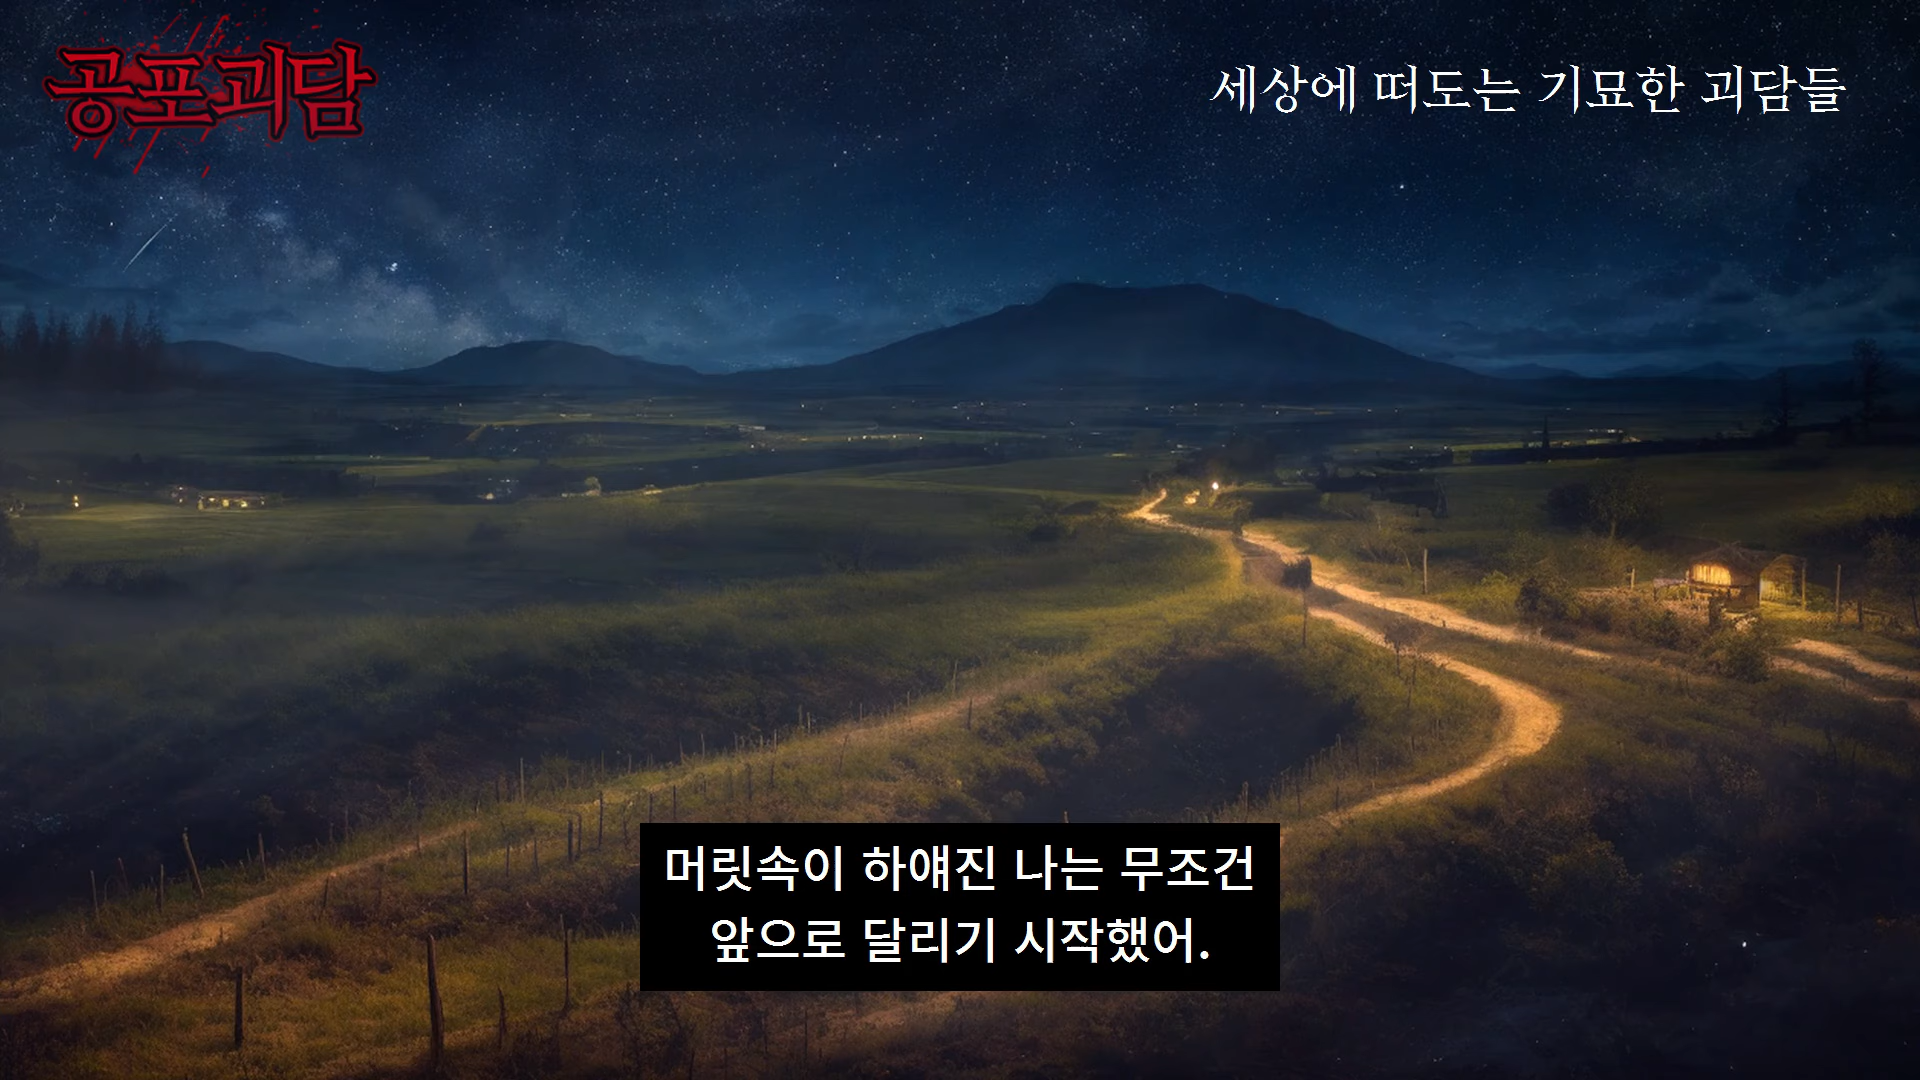 공포괴담
세상에 떠도는 기묘한 괴담들
머릿속이 하얘진 나는 무조건
앞으로 달리기 시작했어.